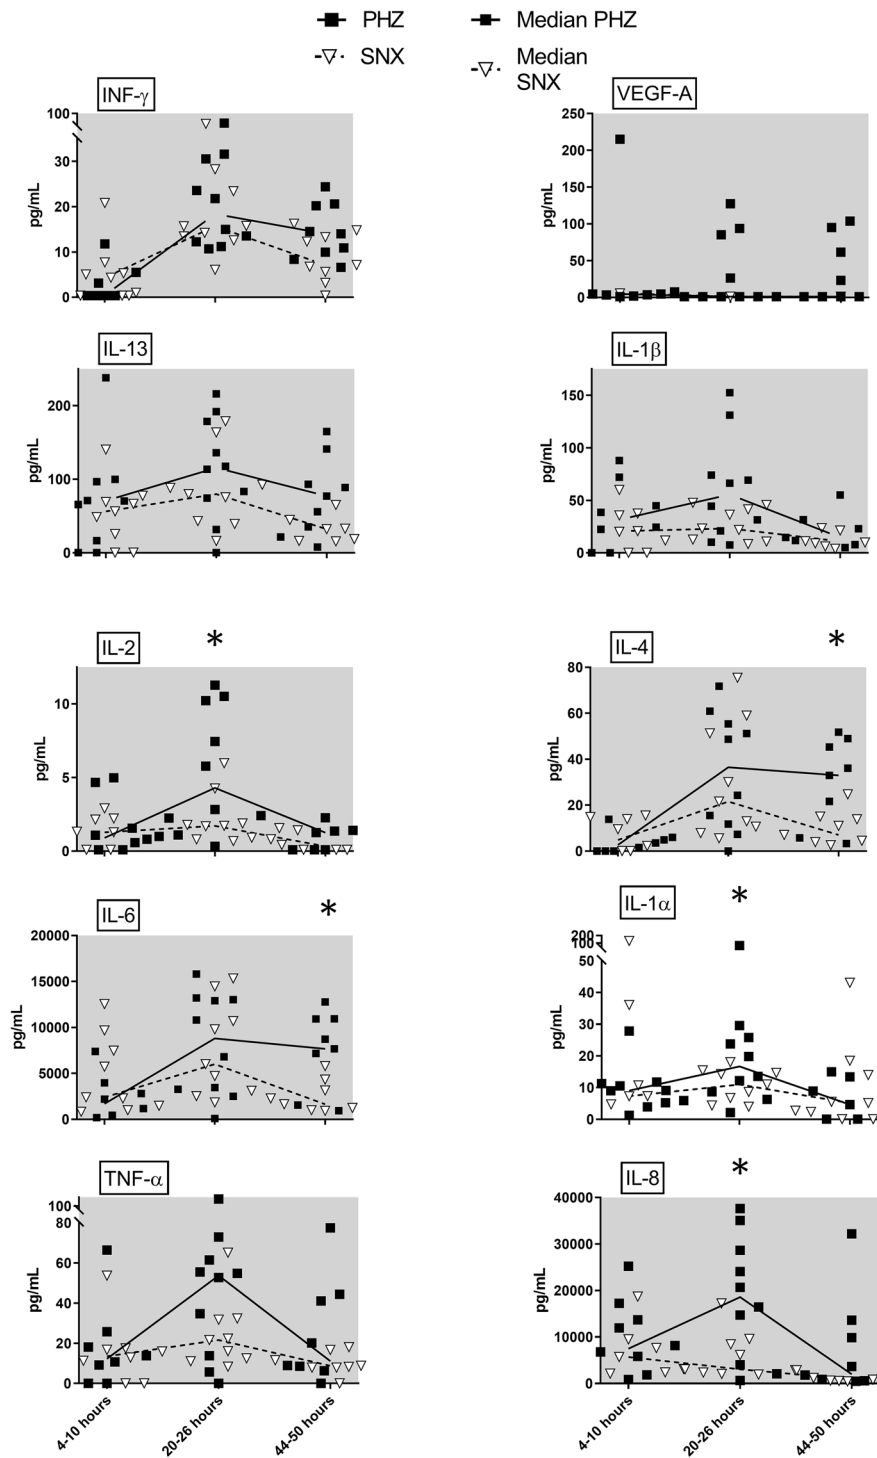 PHZ
Median PHZ
SNX
Median
SNX
INF-γ
100
30
20
10
0
pg/mL
VEGF-A
250
200
150
100
50
0
pg/mL
IL-13
200
100
0
pg/mL
IL-1β
150
100
50
0
pg/mL
IL-2
*
10
5
0
pg/mL
IL-4
*
80
60
40
20
0
pg/mL
IL-6
*
20000
15000
10000
5000
0
pg/mL
IL-1α
*
200
100
50
40
30
20
10
0
pg/mL
TNF-α
100
80
60
40
20
0
pg/mL
4-10 hours
20-26 hours
44-50 hours
IL-8
*
40000
30000
20000
10000
0
pg/mL
4-10 hours
20-26 hours
44-50 hours